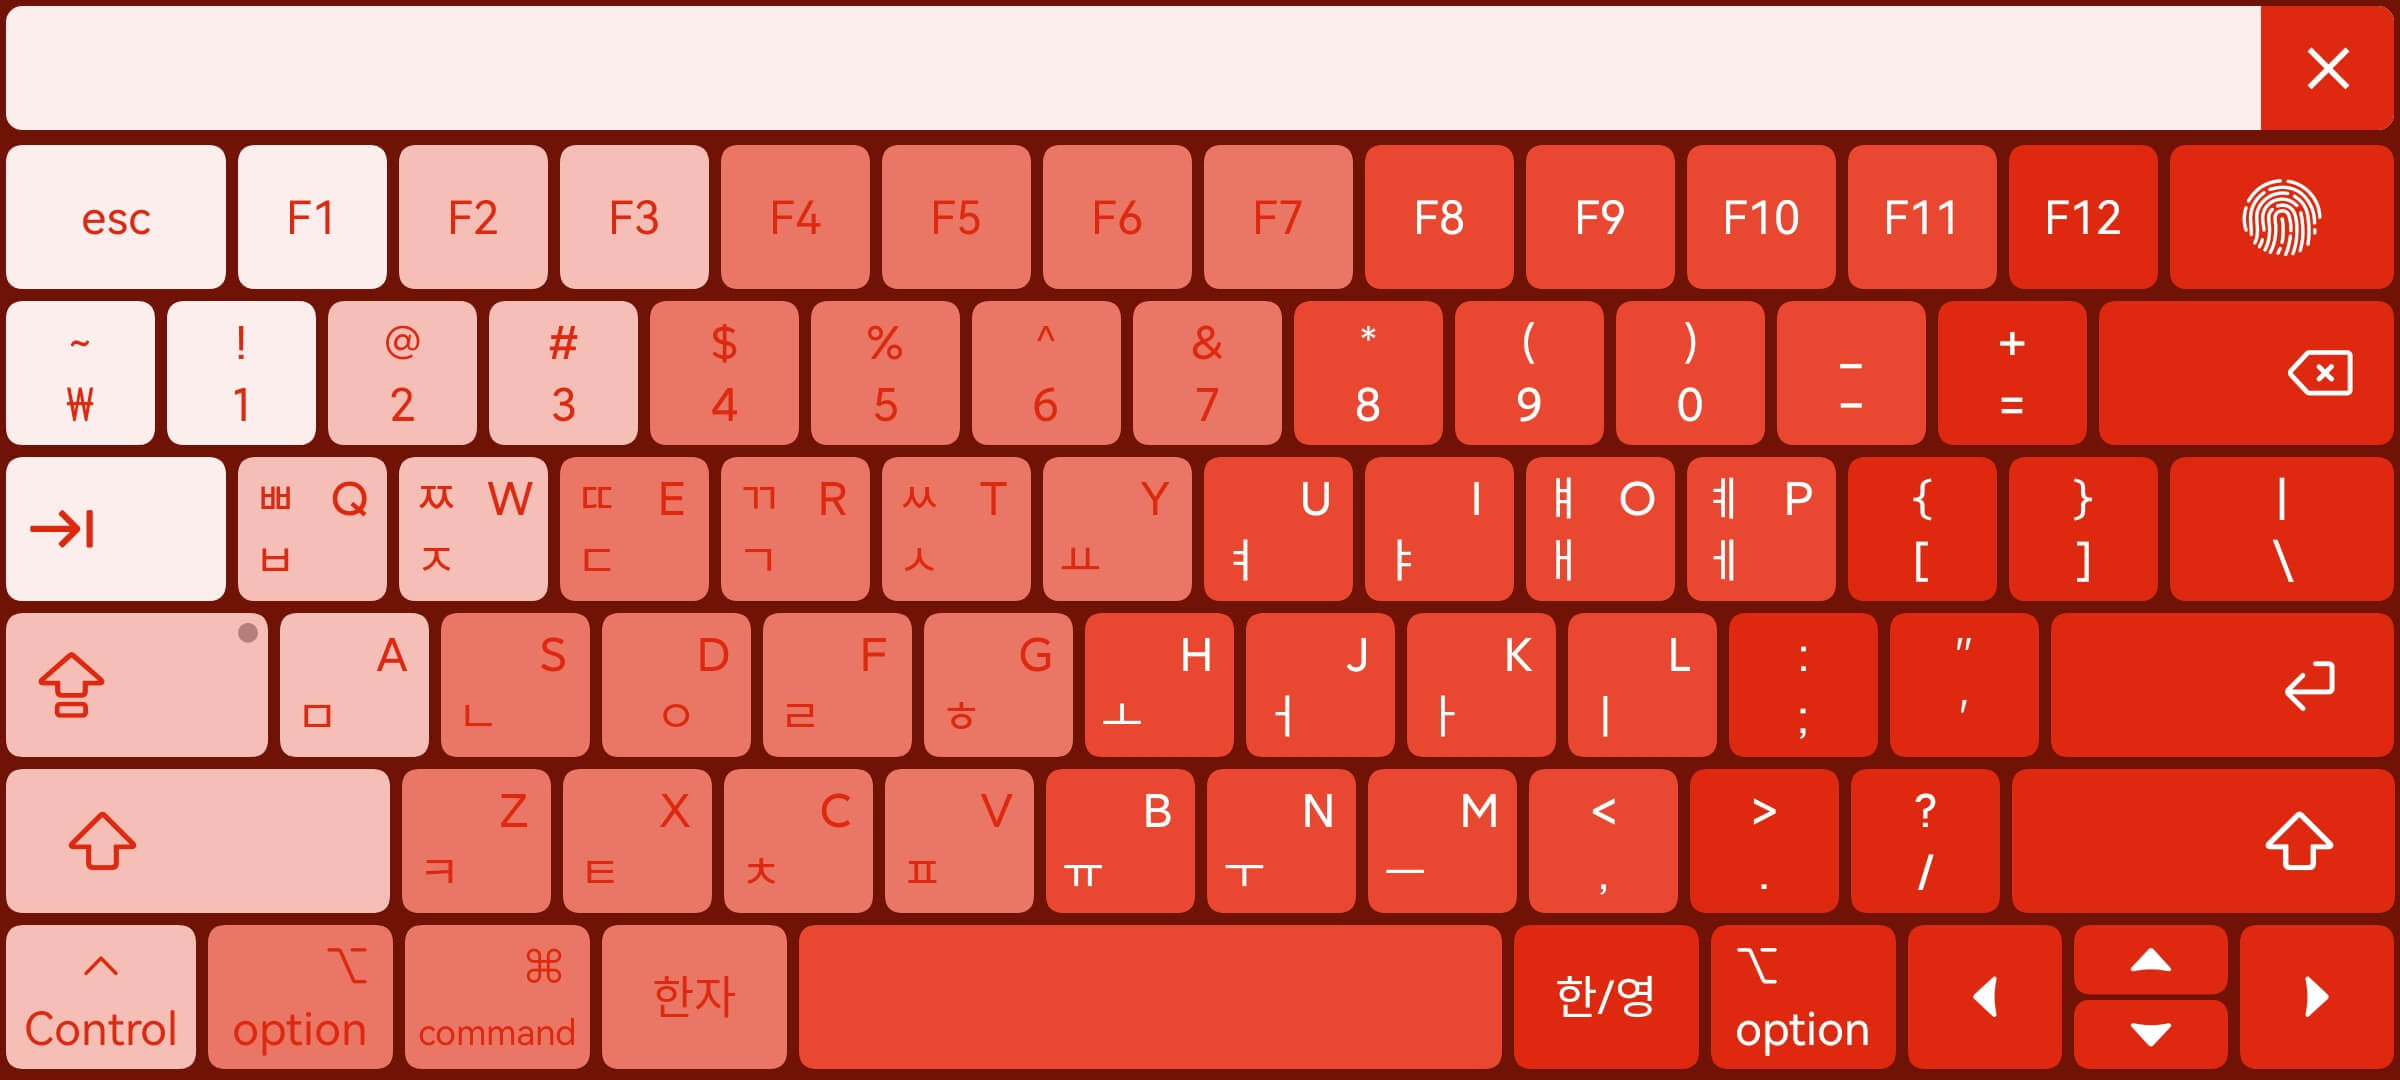 esc F1 F2 F3 F4 F5 F6 F7 F8 F9 F10 F11 F12
~ ! @ # $ % ^ & * ( ) _ +
₩ 1 2 3 4 5 6 7 8 9 0 - =
ㅃ Q ㅉ W ㄸ E ㄲ R ㅆ T Y U I ㅒ O ㅖ P { } |
ㅂ ㅈ ㄷ ㄱ ㅅ ㅛ ㅕ ㅑ ㅐ ㅔ [ ] \
A S D F G H J K L : "
ㅁ ㄴ ㅇ ㄹ ㅎ ㅗ ㅓ ㅏ ㅣ ; '
Z X C V B N M < > ?
ㅋ ㅌ ㅊ ㅍ ㅠ ㅜ ㅡ , . /
⌃ ⌥ ⌘ 한자 한/영 ⌥
Control option command option